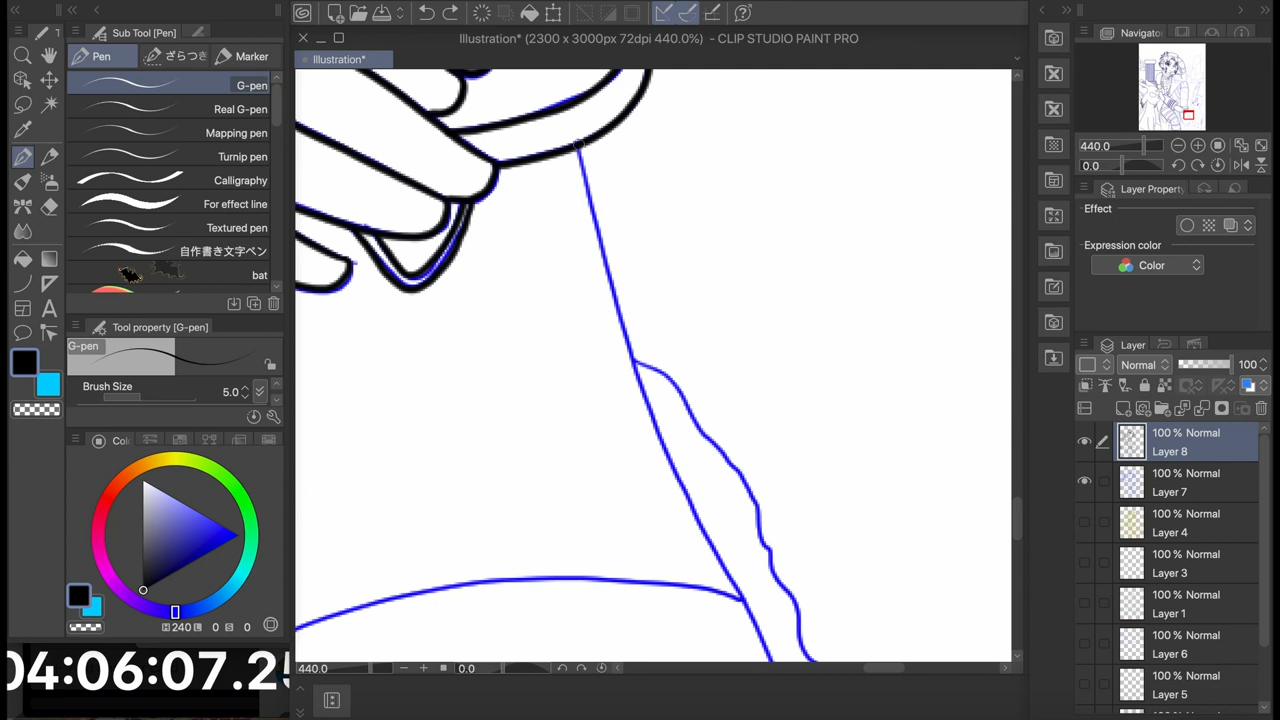 Illustration* (2300 x 3000px 72dpi 440.0%) - CLIP STUDIO PAINT PRO
Illustration*
Sub Tool [Pen]
Pen
さらつき
Marker
G-pen
Real G-pen
Mapping pen
Turnip pen
Calligraphy
For effect line
Textured pen
自作書き文字ペン
bat
Tool property [G-pen]
G-pen
Brush Size
5.0
H 240 L 0 S 0
04:06:07.25
440.0
0.0
Navigator
440.0
0.0
Layer Property
Effect
Expression color
Color
Layer
Normal
100
100 % Normal
Layer 8
100 % Normal
Layer 7
100 % Normal
Layer 4
100 % Normal
Layer 3
100 % Normal
Layer 1
100 % Normal
Layer 6
100 % Normal
Layer 5